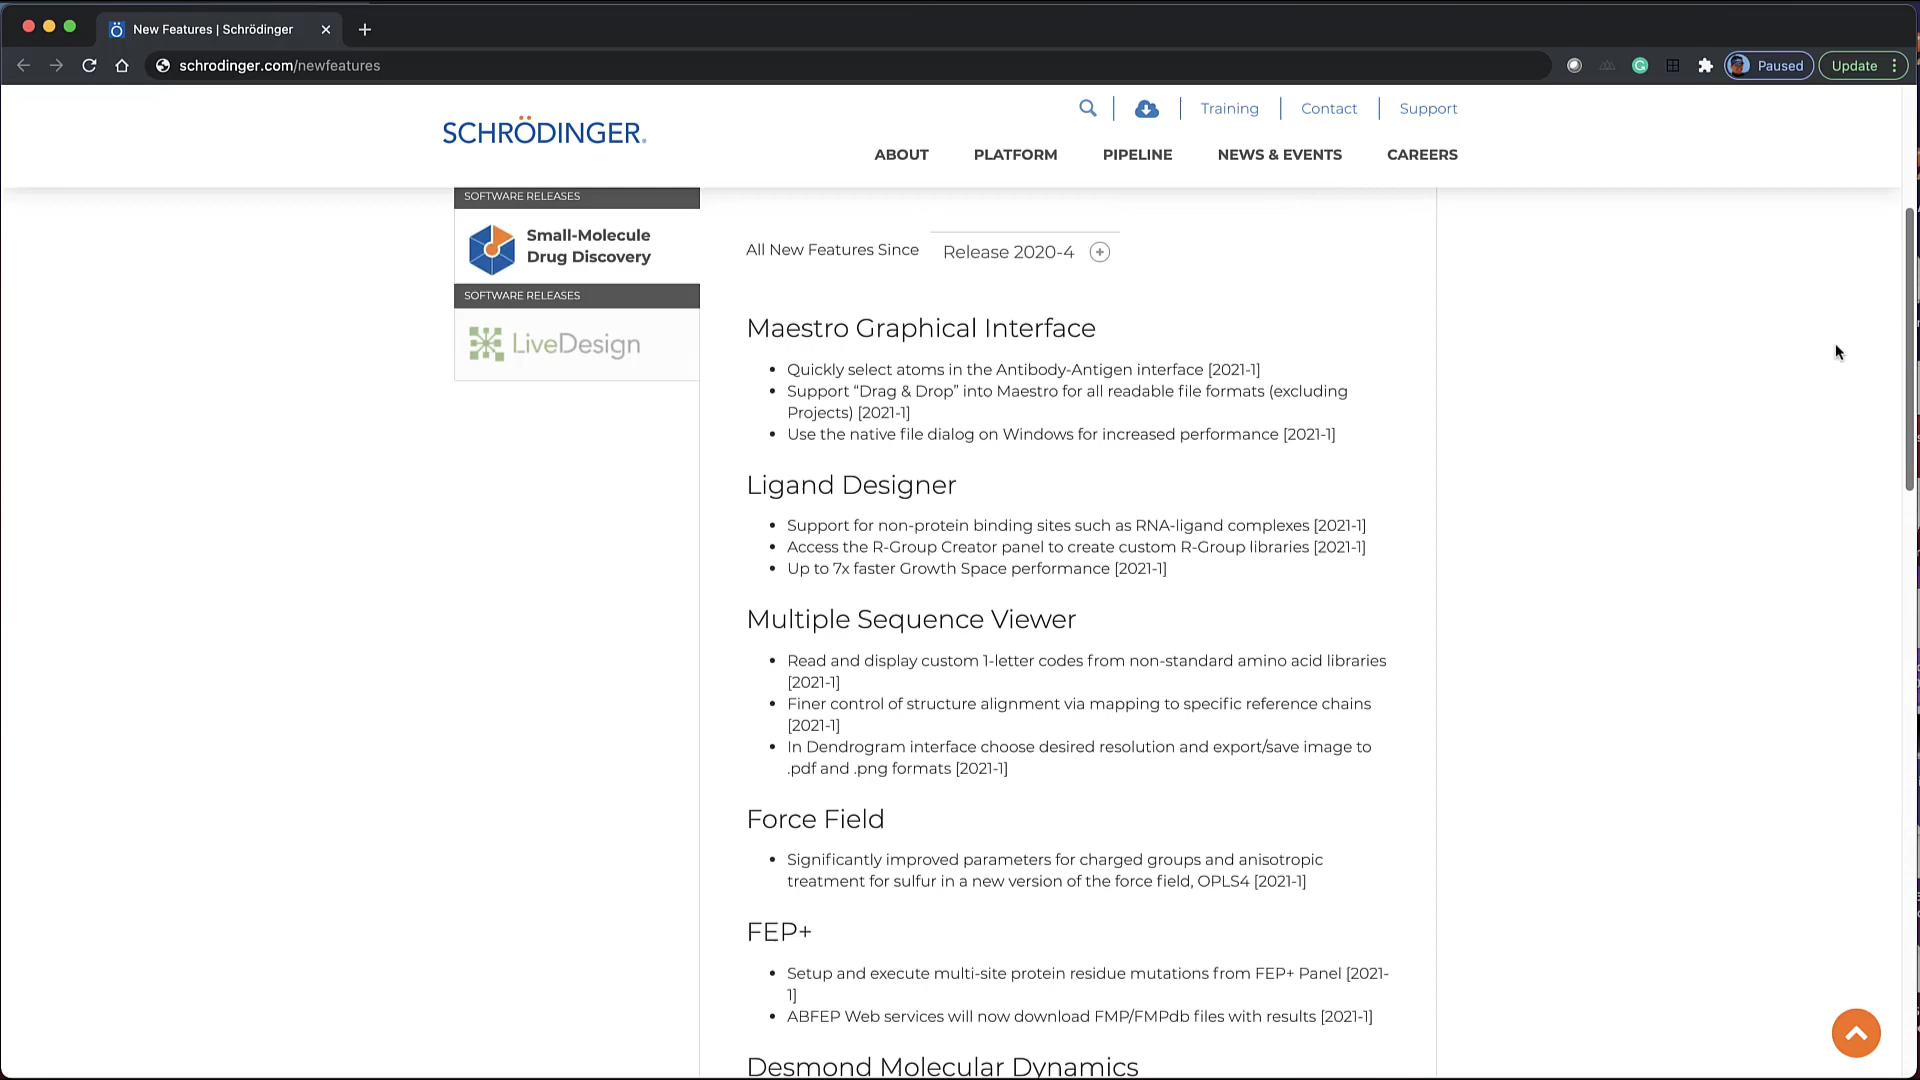 New Features | Schrödinger
schrodinger.com/newfeatures
Paused
Update
Training
Contact
Support
SCHRÖDINGER.
ABOUT
PLATFORM
PIPELINE
NEWS & EVENTS
CAREERS
SOFTWARE RELEASES
Small-Molecule
Drug Discovery
SOFTWARE RELEASES
LiveDesign
All New Features Since
Release 2020-4
Maestro Graphical Interface
Quickly select atoms in the Antibody-Antigen interface [2021-1]
Support “Drag & Drop” into Maestro for all readable file formats (excluding
Projects) [2021-1]
Use the native file dialog on Windows for increased performance [2021-1]
Ligand Designer
Support for non-protein binding sites such as RNA-ligand complexes [2021-1]
Access the R-Group Creator panel to create custom R-Group libraries [2021-1]
Up to 7x faster Growth Space performance [2021-1]
Multiple Sequence Viewer
Read and display custom 1-letter codes from non-standard amino acid libraries
[2021-1]
Finer control of structure alignment via mapping to specific reference chains
[2021-1]
In Dendrogram interface choose desired resolution and export/save image to
.pdf and .png formats [2021-1]
Force Field
Significantly improved parameters for charged groups and anisotropic
treatment for sulfur in a new version of the force field, OPLS4 [2021-1]
FEP+
Setup and execute multi-site protein residue mutations from FEP+ Panel [2021-
1]
ABFEP Web services will now download FMP/FMPdb files with results [2021-1]
Desmond Molecular Dynamics